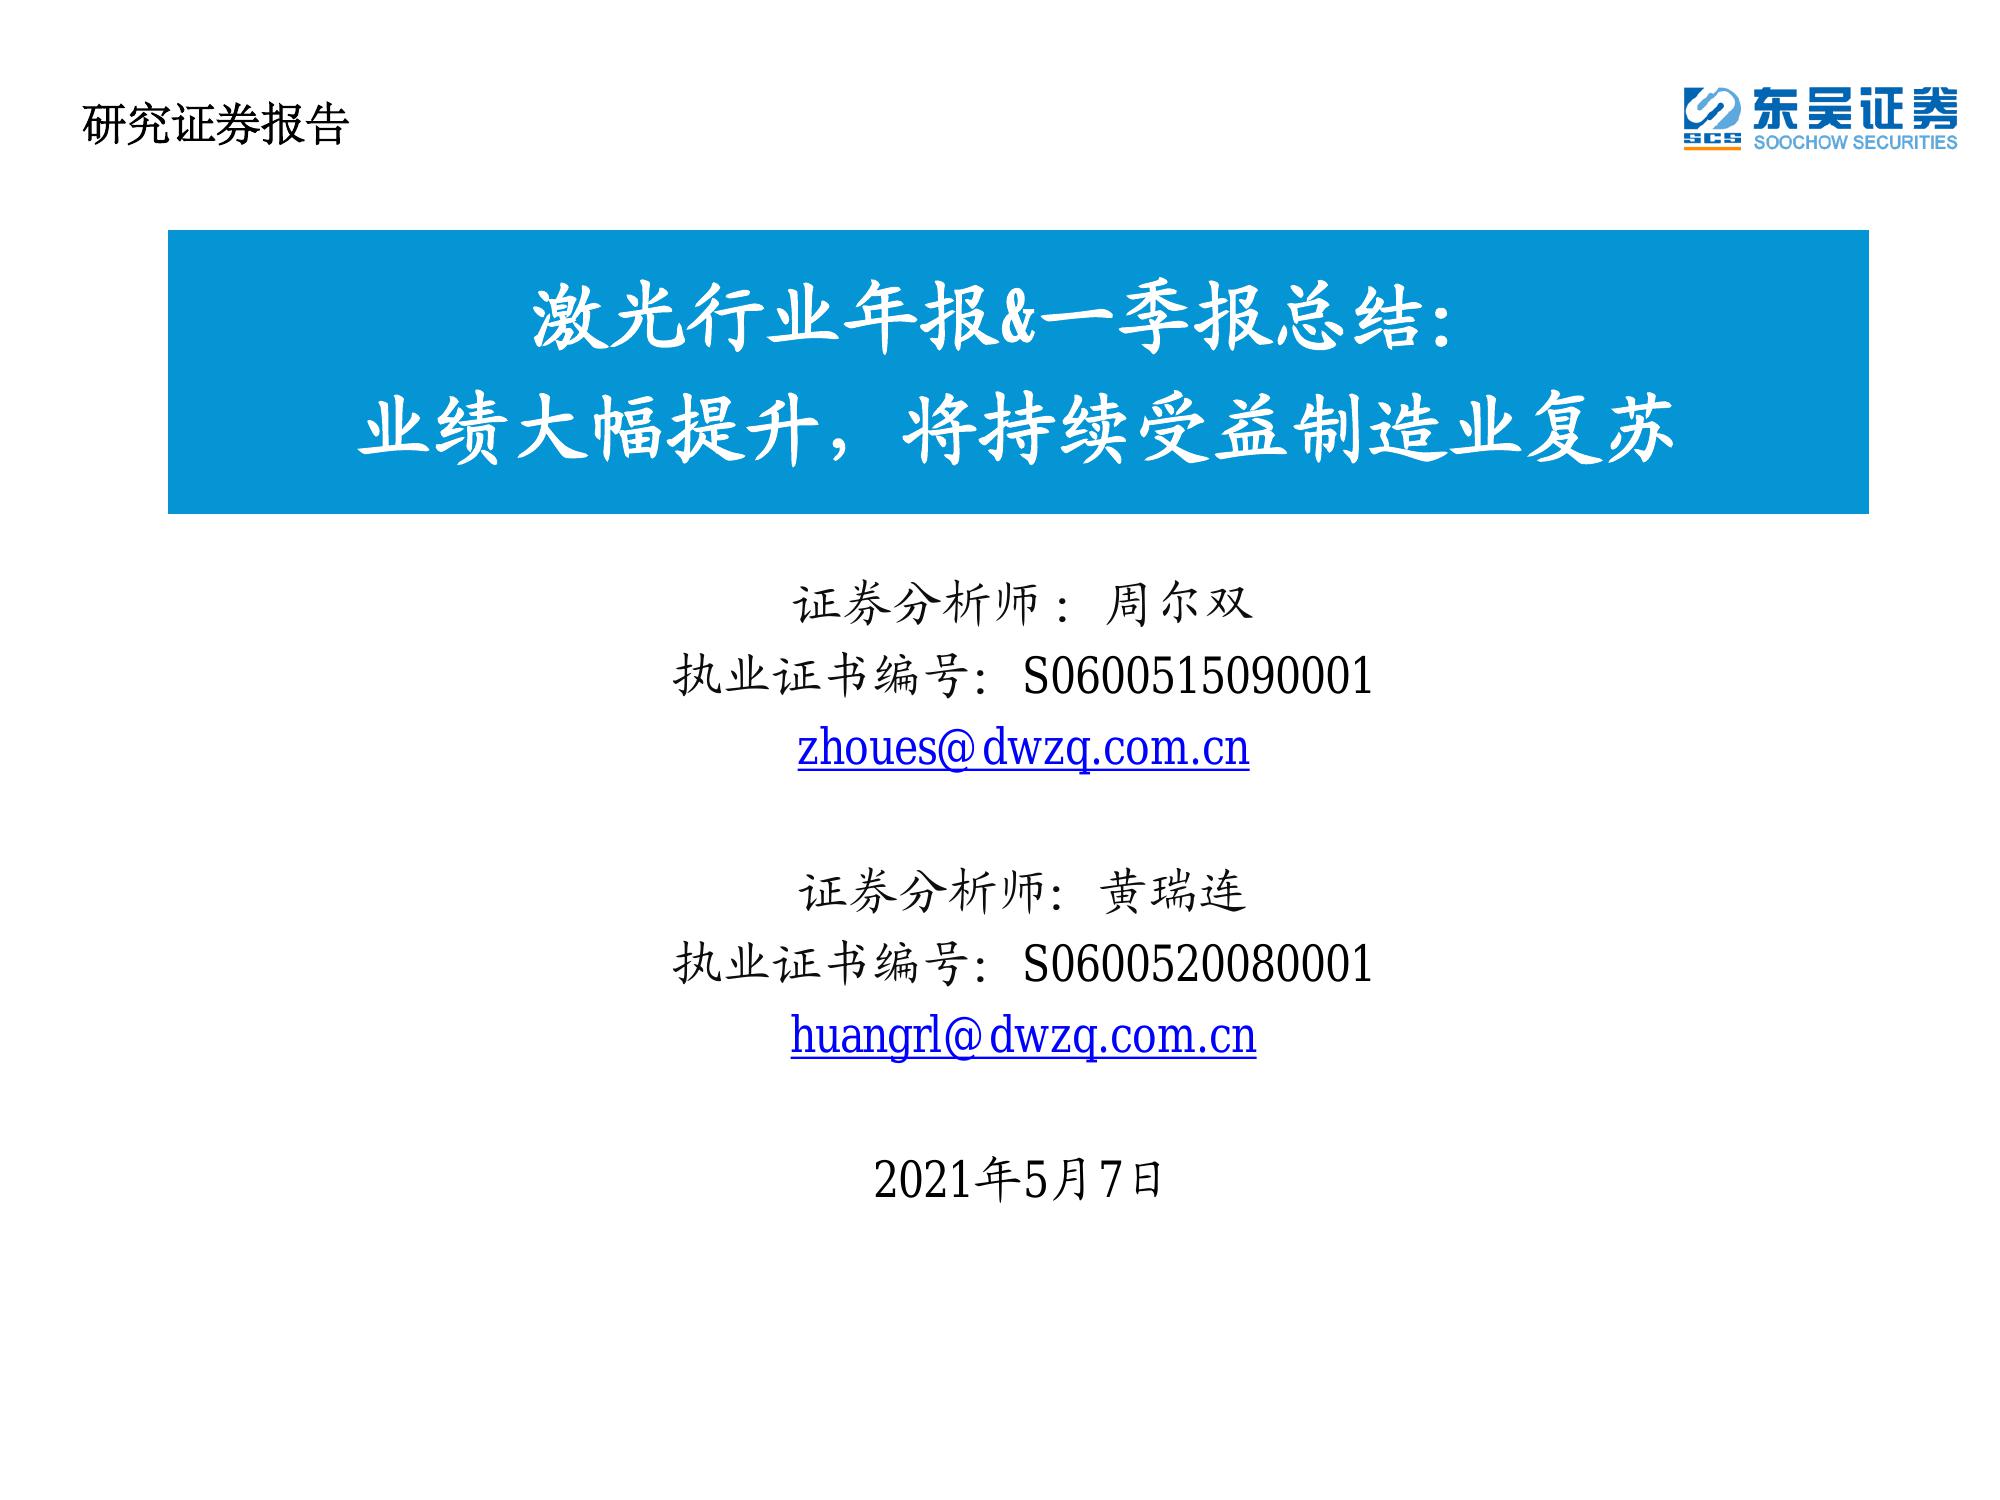 研究证券报告
东吴证券
SCS
SOOCHOW SECURITIES
激光行业年报&一季报总结：
业绩大幅提升，将持续受益制造业复苏
证券分析师： 周尔双
执业证书编号： S0600515090001
zhoues@dwzq.com.cn
证券分析师： 黄瑞连
执业证书编号： S0600520080001
huangrl@dwzq.com.cn
2021年5月7日